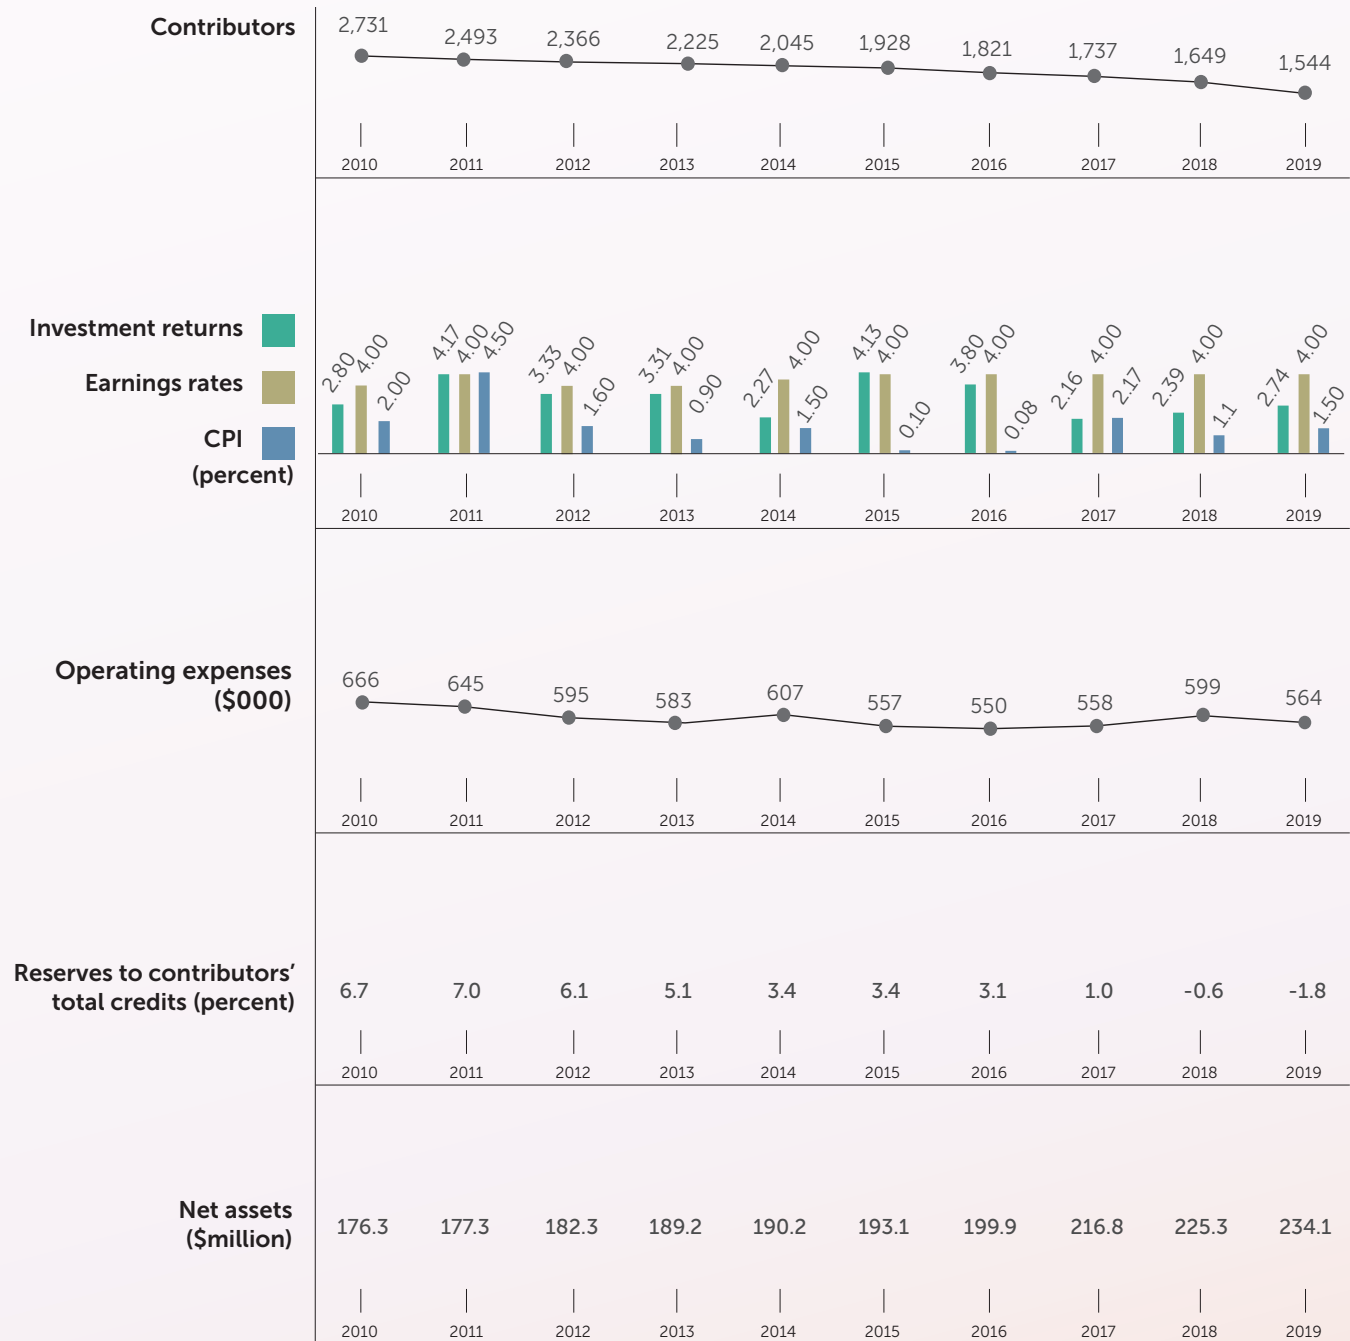 Contributors
2,731 2,493 2,366 2,225 2,045 1,928 1,821 1,737 1,649 1,544
2010 2011 2012 2013 2014 2015 2016 2017 2018 2019
Investment returns
Earnings rates
CPI
(percent)
2.80 4.00 2.00 4.17 4.00 4.50 3.33 4.00 1.60 3.31 4.00 0.90 2.27 4.00 1.50 4.13 4.00 0.10 3.80 4.00 0.08 2.16 4.00 2.17 2.39 4.00 1.1 2.74 4.00 1.50
2010 2011 2012 2013 2014 2015 2016 2017 2018 2019
Operating expenses
($000)
666 645 595 583 607 557 550 558 599 564
2010 2011 2012 2013 2014 2015 2016 2017 2018 2019
Reserves to contributors’
total credits (percent)
6.7 7.0 6.1 5.1 3.4 3.4 3.1 1.0 -0.6 -1.8
2010 2011 2012 2013 2014 2015 2016 2017 2018 2019
Net assets
($million)
176.3 177.3 182.3 189.2 190.2 193.1 199.9 216.8 225.3 234.1
2010 2011 2012 2013 2014 2015 2016 2017 2018 2019